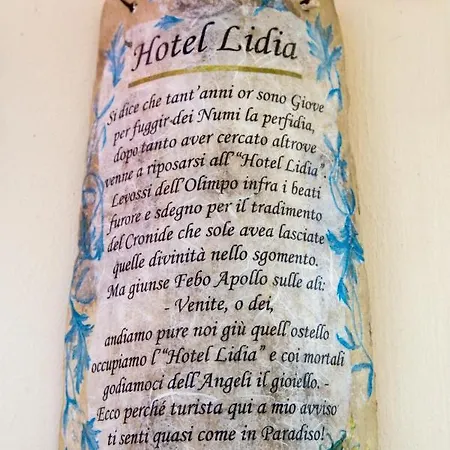 Hotel Lidia
Si dice che tant'anni or sono Giove
per fuggir dei Numi la perfidia,
dopo tanto aver cercato altrove
venne a riposarsi all'"Hotel Lidia".
Levossi dell'Olimpo infra i beati
furore e sdegno per il tradimento
del Cronide che sole avea lasciate
quelle divinità nello sgomento.
Ma giunse Febo Apollo sulle ali:
- Venite, o dei,
andiamo pure noi giù quell'ostello
occupiamo l'"Hotel Lidia" e coi mortali
godiamoci dell'Angeli il gioiello. -
Ecco perché turista qui a mio avviso
ti senti quasi come in Paradiso!